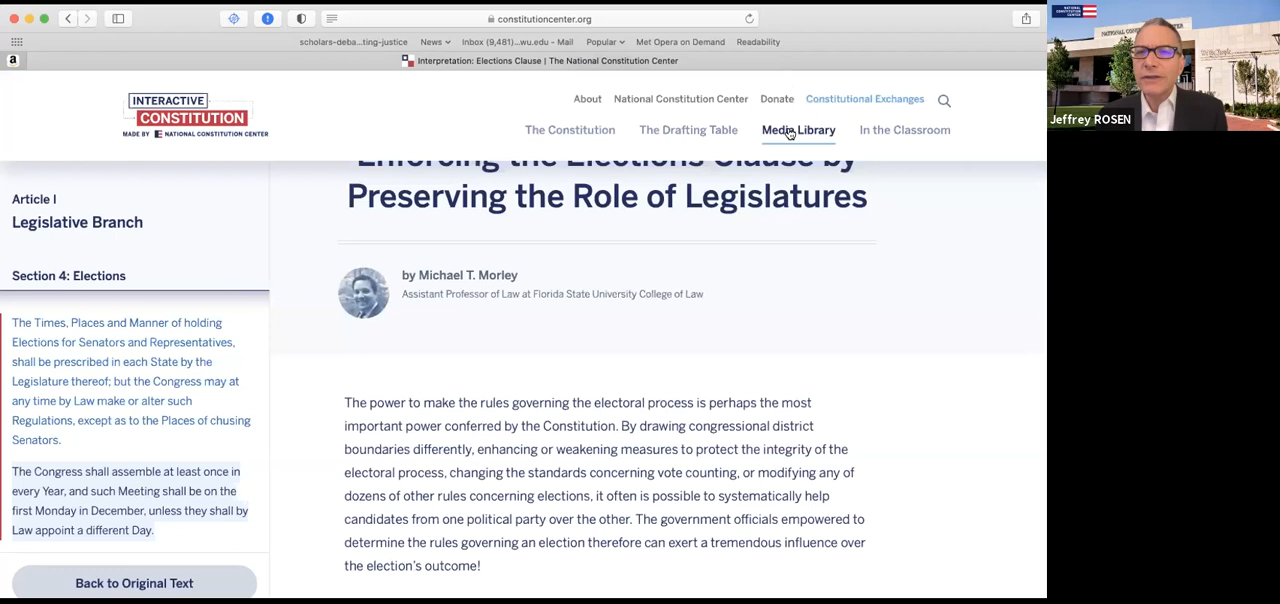 constitutioncenter.org
scholars-deba...ting-justice News Inbox (9,481)...wu.edu - Mail Popular Met Opera on Demand Readability
a
Interpretation: Elections Clause | The National Constitution Center
INTERACTIVE
CONSTITUTION
MADE BY NATIONAL CONSTITUTION CENTER
About National Constitution Center Donate Constitutional Exchanges
The Constitution The Drafting Table Media Library In the Classroom
Article I
Legislative Branch
Section 4: Elections
The Times, Places and Manner of holding
Elections for Senators and Representatives,
shall be prescribed in each State by the
Legislature thereof; but the Congress may at
any time by Law make or alter such
Regulations, except as to the Places of chusing
Senators.
The Congress shall assemble at least once in
every Year, and such Meeting shall be on the
first Monday in December, unless they shall by
Law appoint a different Day.
Back to Original Text
Enforcing the Elections Clause by
Preserving the Role of Legislatures
by Michael T. Morley
Assistant Professor of Law at Florida State University College of Law
The power to make the rules governing the electoral process is perhaps the most
important power conferred by the Constitution. By drawing congressional district
boundaries differently, enhancing or weakening measures to protect the integrity of the
electoral process, changing the standards concerning vote counting, or modifying any of
dozens of other rules concerning elections, it often is possible to systematically help
candidates from one political party over the other. The government officials empowered to
determine the rules governing an election therefore can exert a tremendous influence over
the election's outcome!
NATIONAL
CONSTITUTION
CENTER
Jeffrey ROSEN